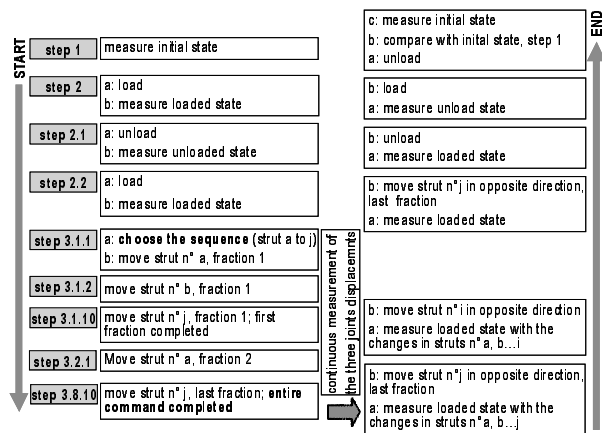 START
step 1
measure initial state
step 2
a: load
b: measure loaded state
step 2.1
a: unload
b: measure unloaded state
step 2.2
a: load
b: measure loaded state
step 3.1.1
a: choose the sequence (strut a to j)
b: move strut n° a, fraction 1
step 3.1.2
move strut n° b, fraction 1
step 3.1.10
move strut n° j, fraction 1; first
fraction completed
step 3.2.1
Move strut n° a, fraction 2
step 3.8.10
move strut n° j, last fraction; entire
command completed
continuous measurement of
the three joints displacemnts
END
c: measure initial state
b: compare with inital state, step 1
a: unload
b: load
a: measure unload state
b: unload
a: measure loaded state
b: move strut n°j in opposite direction,
last fraction
a: measure loaded state
b: move strut n°i in opposite direction
a: measure loaded state with the
changes in struts n°a, b...i
b: move strut n°j in opposite direction,
last fraction
a: measure loaded state with the
changes in struts n°a, b...j